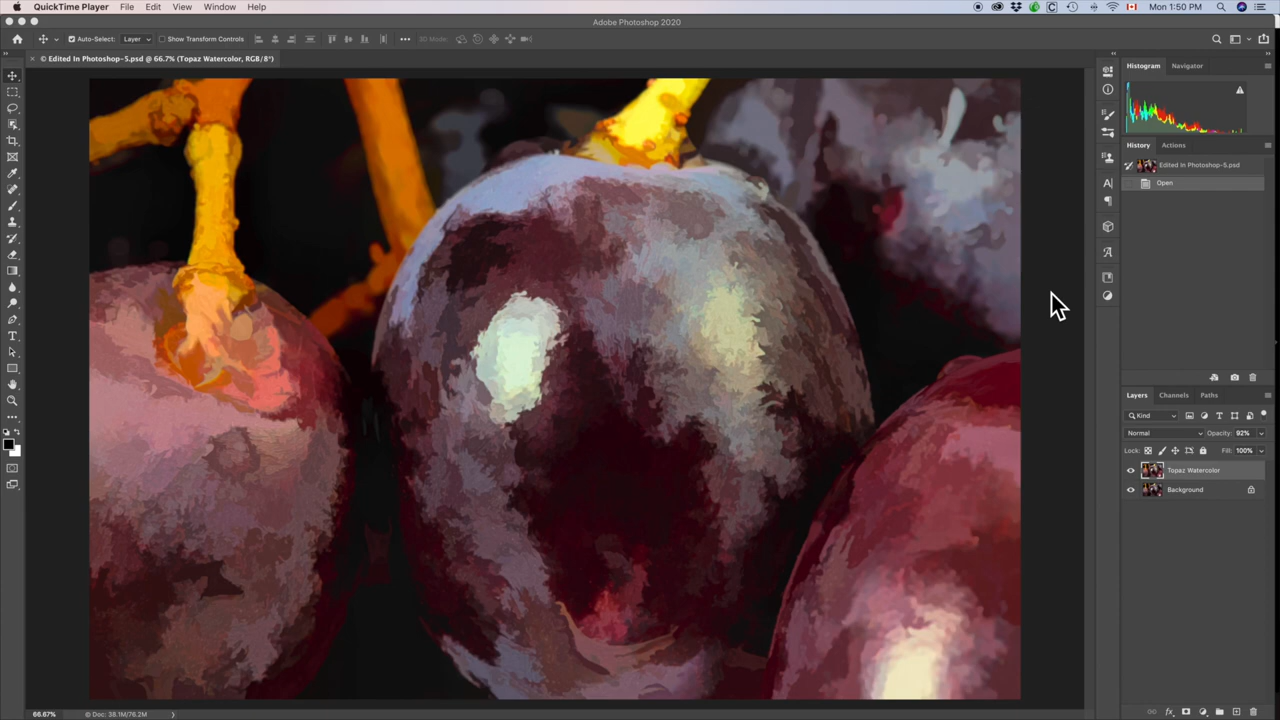 QuickTime Player File Edit View Window Help Mon 1:50 PM
Adobe Photoshop 2020
Auto-Select: Layer Show Transform Controls 3D Mode:
© Edited In Photoshop-5.psd @ 66.7% (Topaz Watercolor, RGB/8*)
Histogram Navigator
History Actions
Edited In Photoshop-5.psd
Open
Layers Channels Paths
Kind
Normal Opacity: 92%
Lock: Fill: 100%
Topaz Watercolor
Background
66.67% © Doc: 38.1M/76.2M